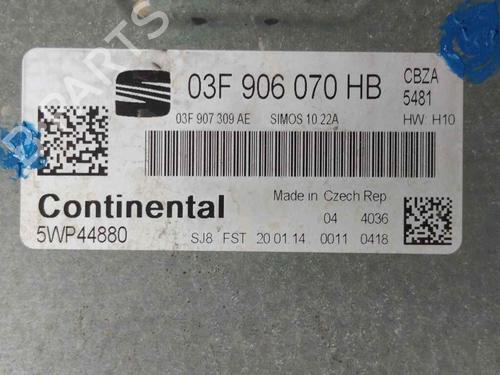 03F 906 070 HB
CBZA
5481
03F 907 309 AE SIMOS 10 22A
HW: H10
Continental
Made in Czech Rep
04 4036
5WP44880
SJ8 FST 20 01 14 0011 0418
B PARTS